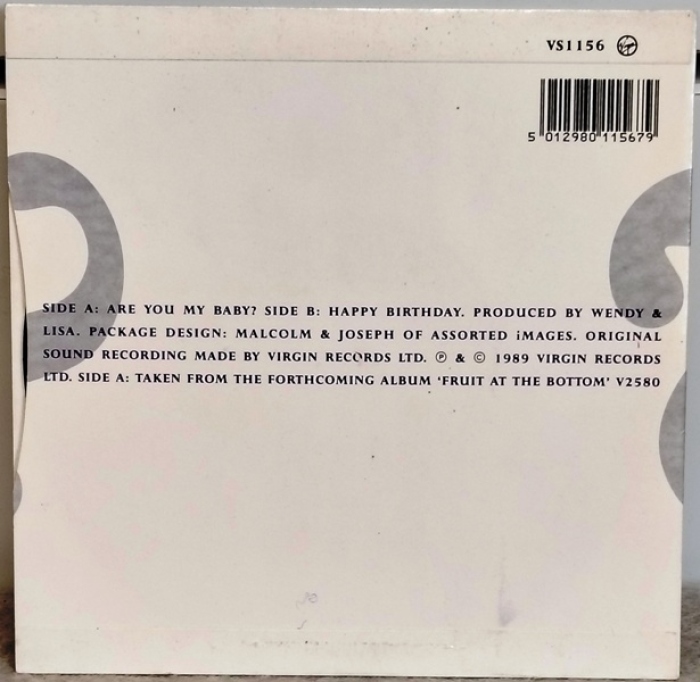 VS1156
5 012980 115679
SIDE A: ARE YOU MY BABY? SIDE B: HAPPY BIRTHDAY. PRODUCED BY WENDY &
LISA. PACKAGE DESIGN: MALCOLM & JOSEPH OF ASSORTED iMAGES. ORIGINAL
SOUND RECORDING MADE BY VIRGIN RECORDS LTD. ℗ & © 1989 VIRGIN RECORDS
LTD. SIDE A: TAKEN FROM THE FORTHCOMING ALBUM ‘FRUIT AT THE BOTTOM’ V2580